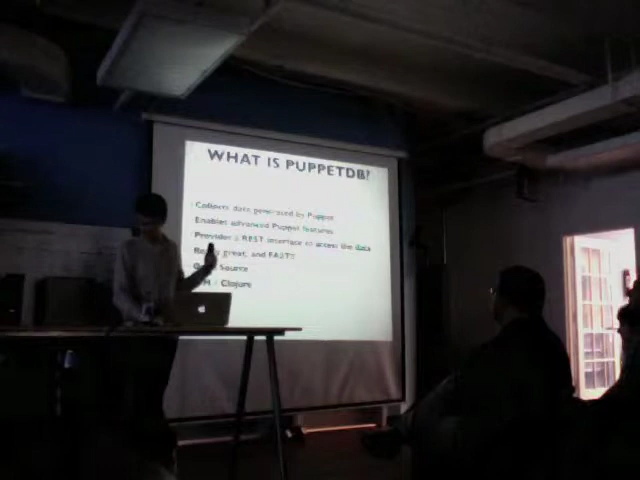 WHAT IS PUPPETDB?
Collects data generated by Puppet
Enables advanced Puppet features
Provides a REST interface to access the data
great, and FAST!!
Source
Clojure